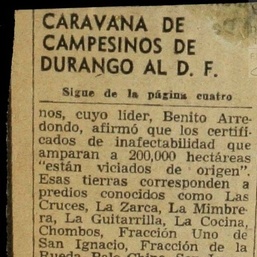 CARAVANA DE
CAMPESINOS DE
DURANGO AL D. F.
Sigue de la página cuatro
nos, cuyo líder, Benito Arre-
dondo, afirmó que los certifi-
cados de inafectabilidad que
amparan a 200,000 hectáreas
"están viciados de origen".
Esas tierras corresponden a
predios conocidos como Las
Cruces, La Zarca, La Mimbre-
ra, La Guitarrilla, La Cocina,
Chombos, Fracción Uno de
San Ignacio, Fracción de la